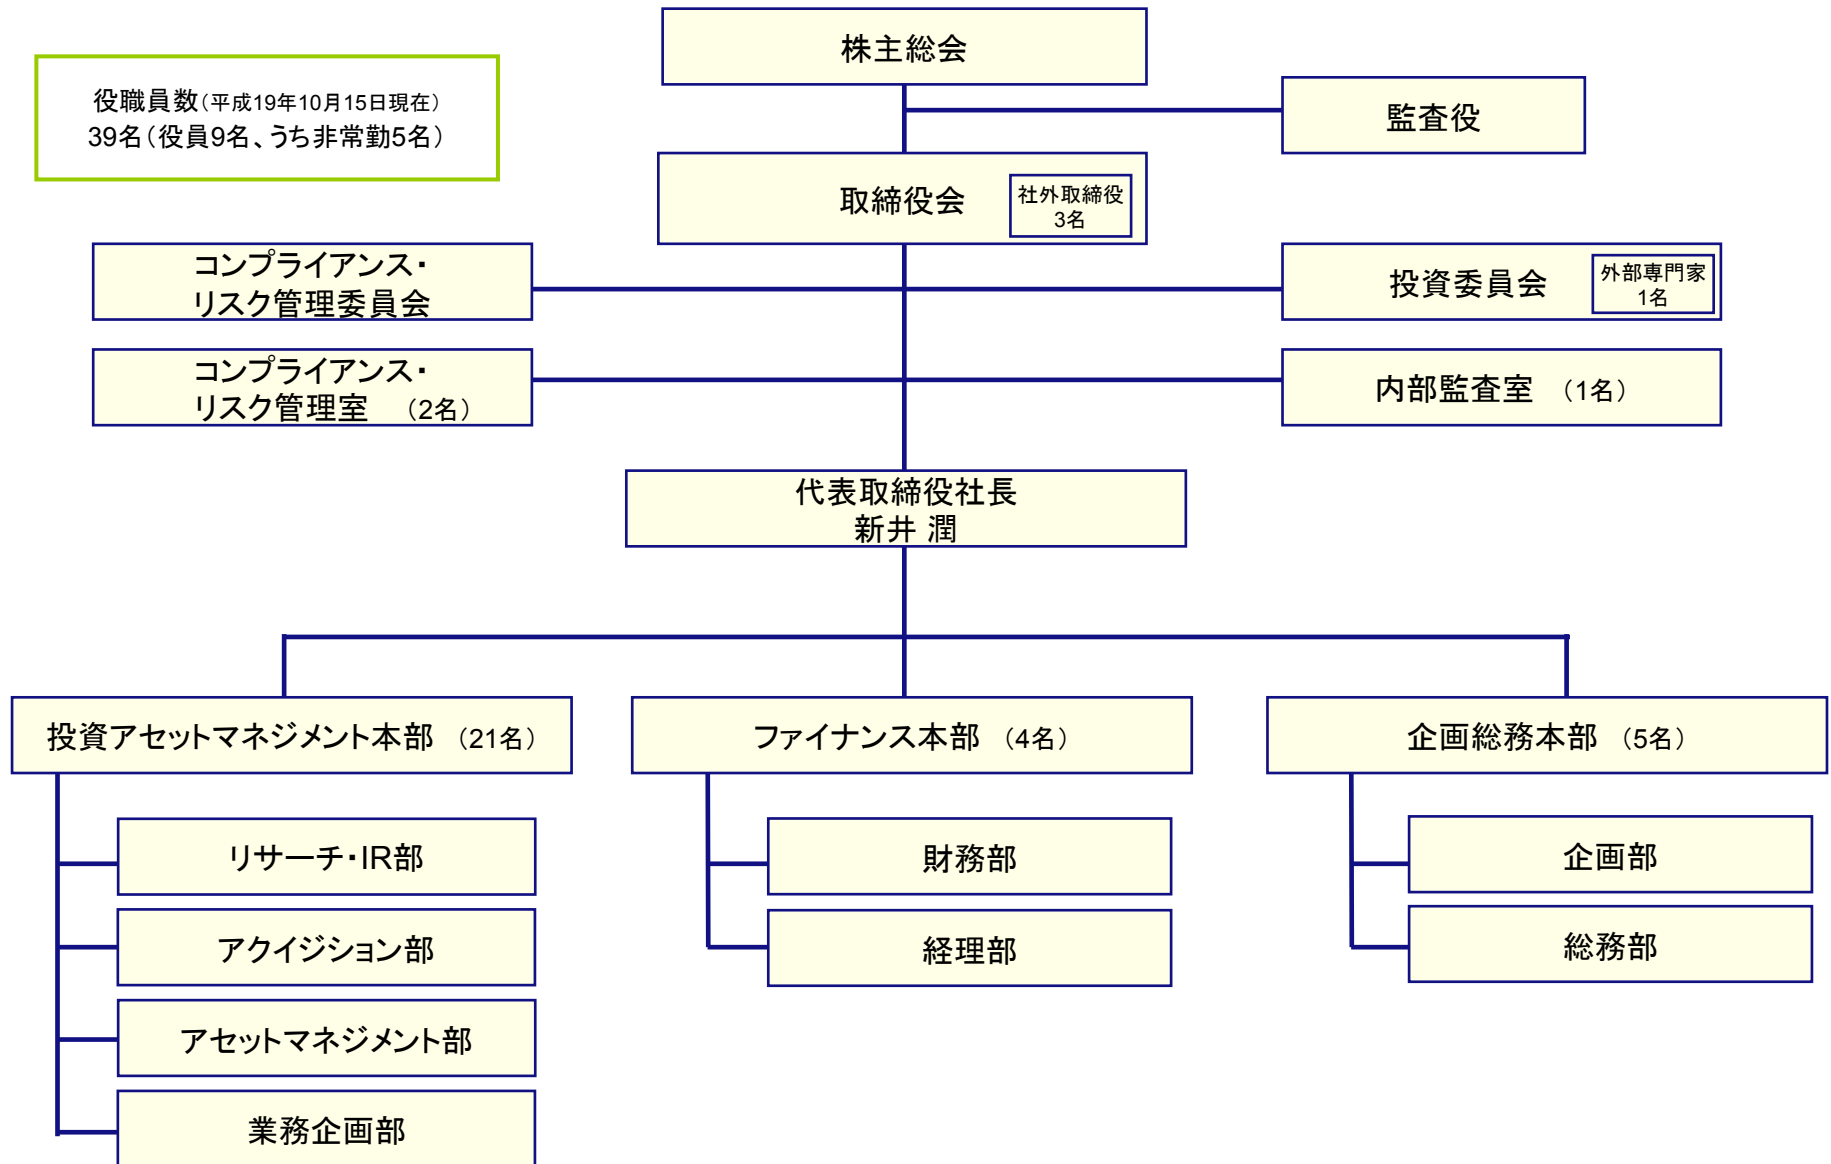 株主総会
役職員数（平成19年10月15日現在）
39名（役員9名、うち非常勤5名）
監査役
取締役会
社外取締役
3名
コンプライアンス・
リスク管理委員会
投資委員会
外部専門家
1名
コンプライアンス・
リスク管理室 （2名）
内部監査室 （1名）
代表取締役社長
新井 潤
投資アセットマネジメント本部 （21名）
ファイナンス本部 （4名）
企画総務本部 （5名）
リサーチ・IR部
財務部
企画部
アクイジション部
経理部
総務部
アセットマネジメント部
業務企画部